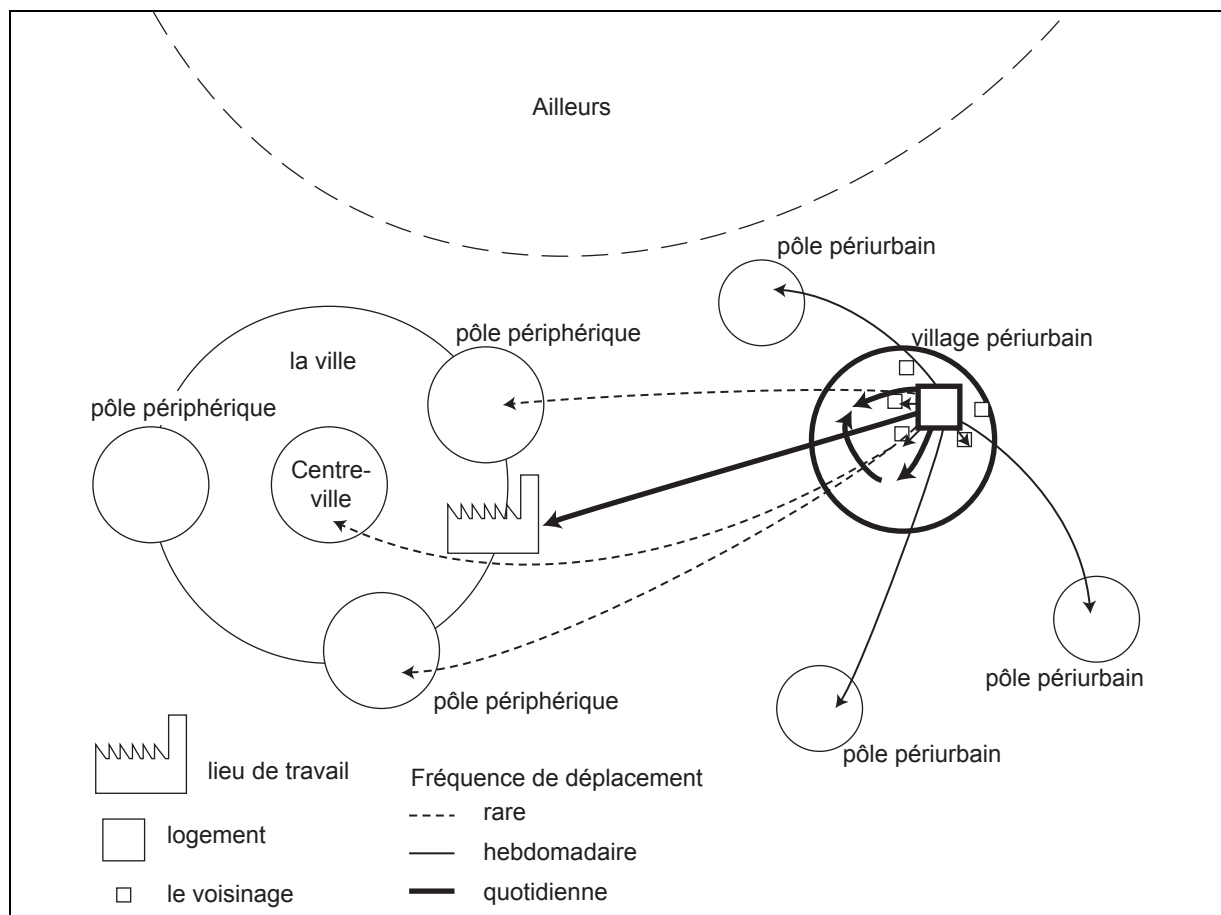 Ailleurs
pôle périurbain
pôle périphérique
village périurbain
la ville
pôle périphérique
Centre-
ville
pôle périurbain
pôle périphérique
pôle périurbain
lieu de travail
Fréquence de déplacement
rare
logement
hebdomadaire
le voisinage
quotidienne